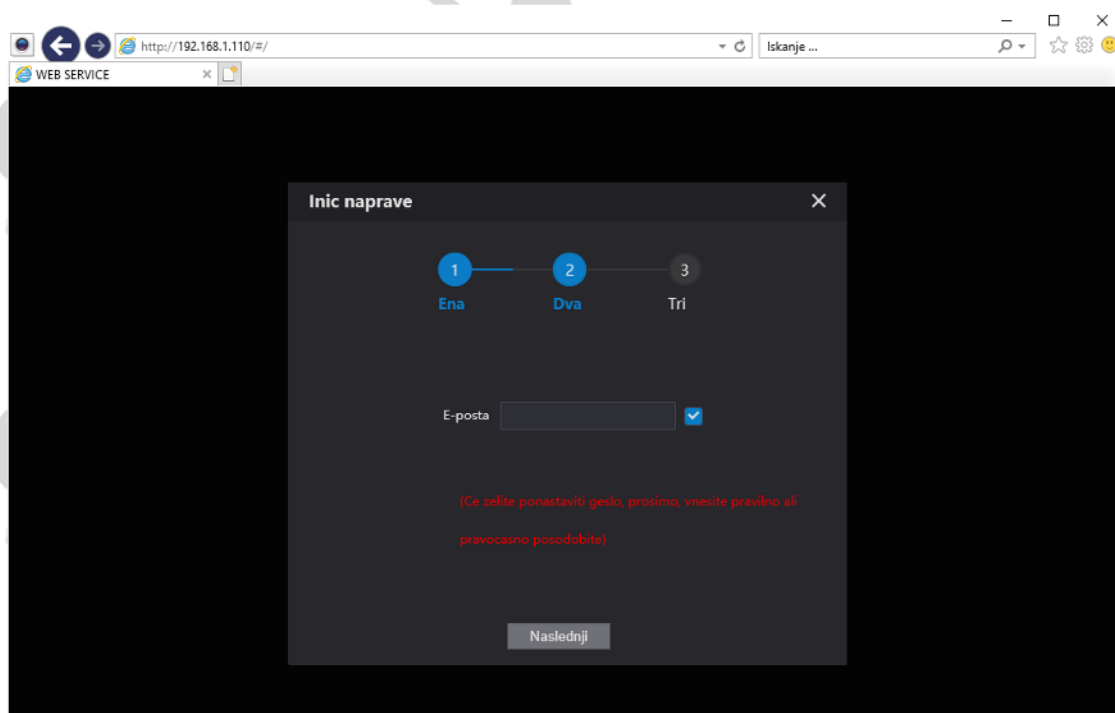 http://192.168.1.110/#/
Iskanje ...
WEB SERVICE
Inic naprave
1
2
3
Ena
Dva
Tri
E-posta
(Ce zelite ponastaviti geslo, prosimo, vnesite pravilno ali
pravocasno posodobite)
Naslednji